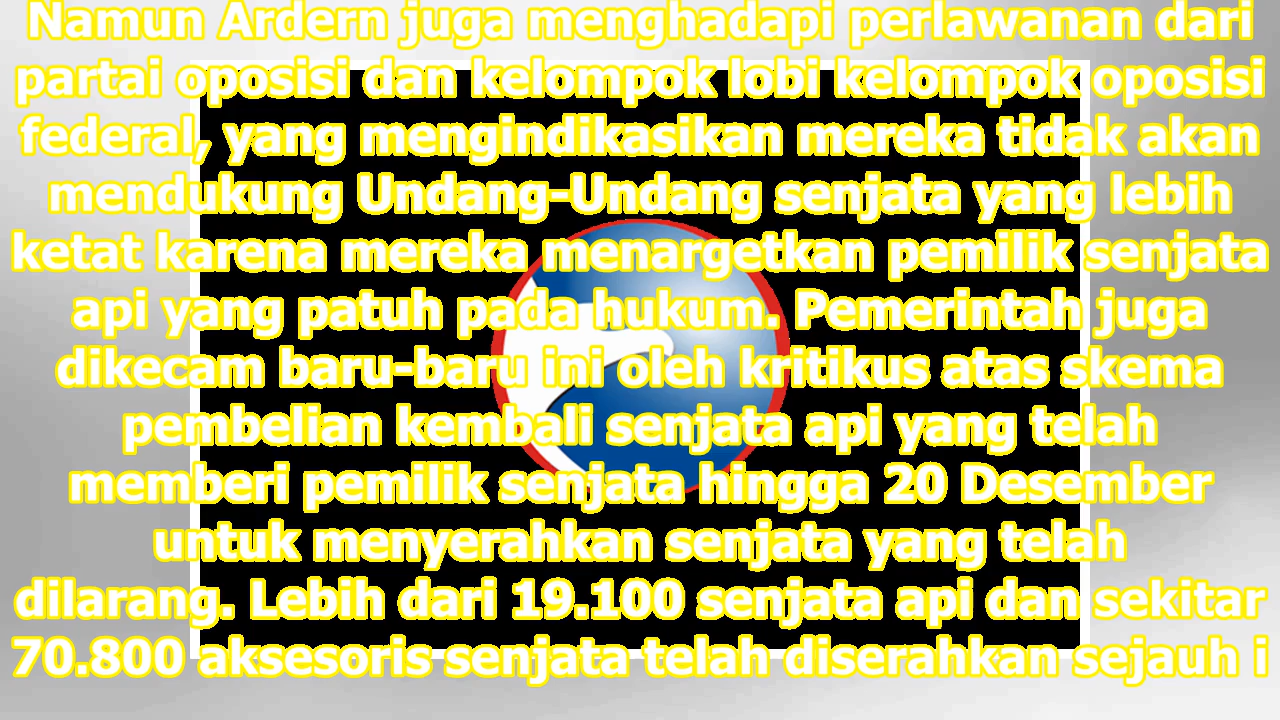 Namun Ardern juga menghadapi perlawanan dari
partai oposisi dan kelompok lobi kelompok oposisi
federal, yang mengindikasikan mereka tidak akan
mendukung Undang-Undang senjata yang lebih
ketat karena mereka menargetkan pemilik senjata
api yang patuh pada hukum. Pemerintah juga
dikecam baru-baru ini oleh kritikus atas skema
pembelian kembali senjata api yang telah
memberi pemilik senjata hingga 20 Desember
untuk menyerahkan senjata yang telah
dilarang. Lebih dari 19.100 senjata api dan sekitar
70.800 aksesoris senjata telah diserahkan sejauh i